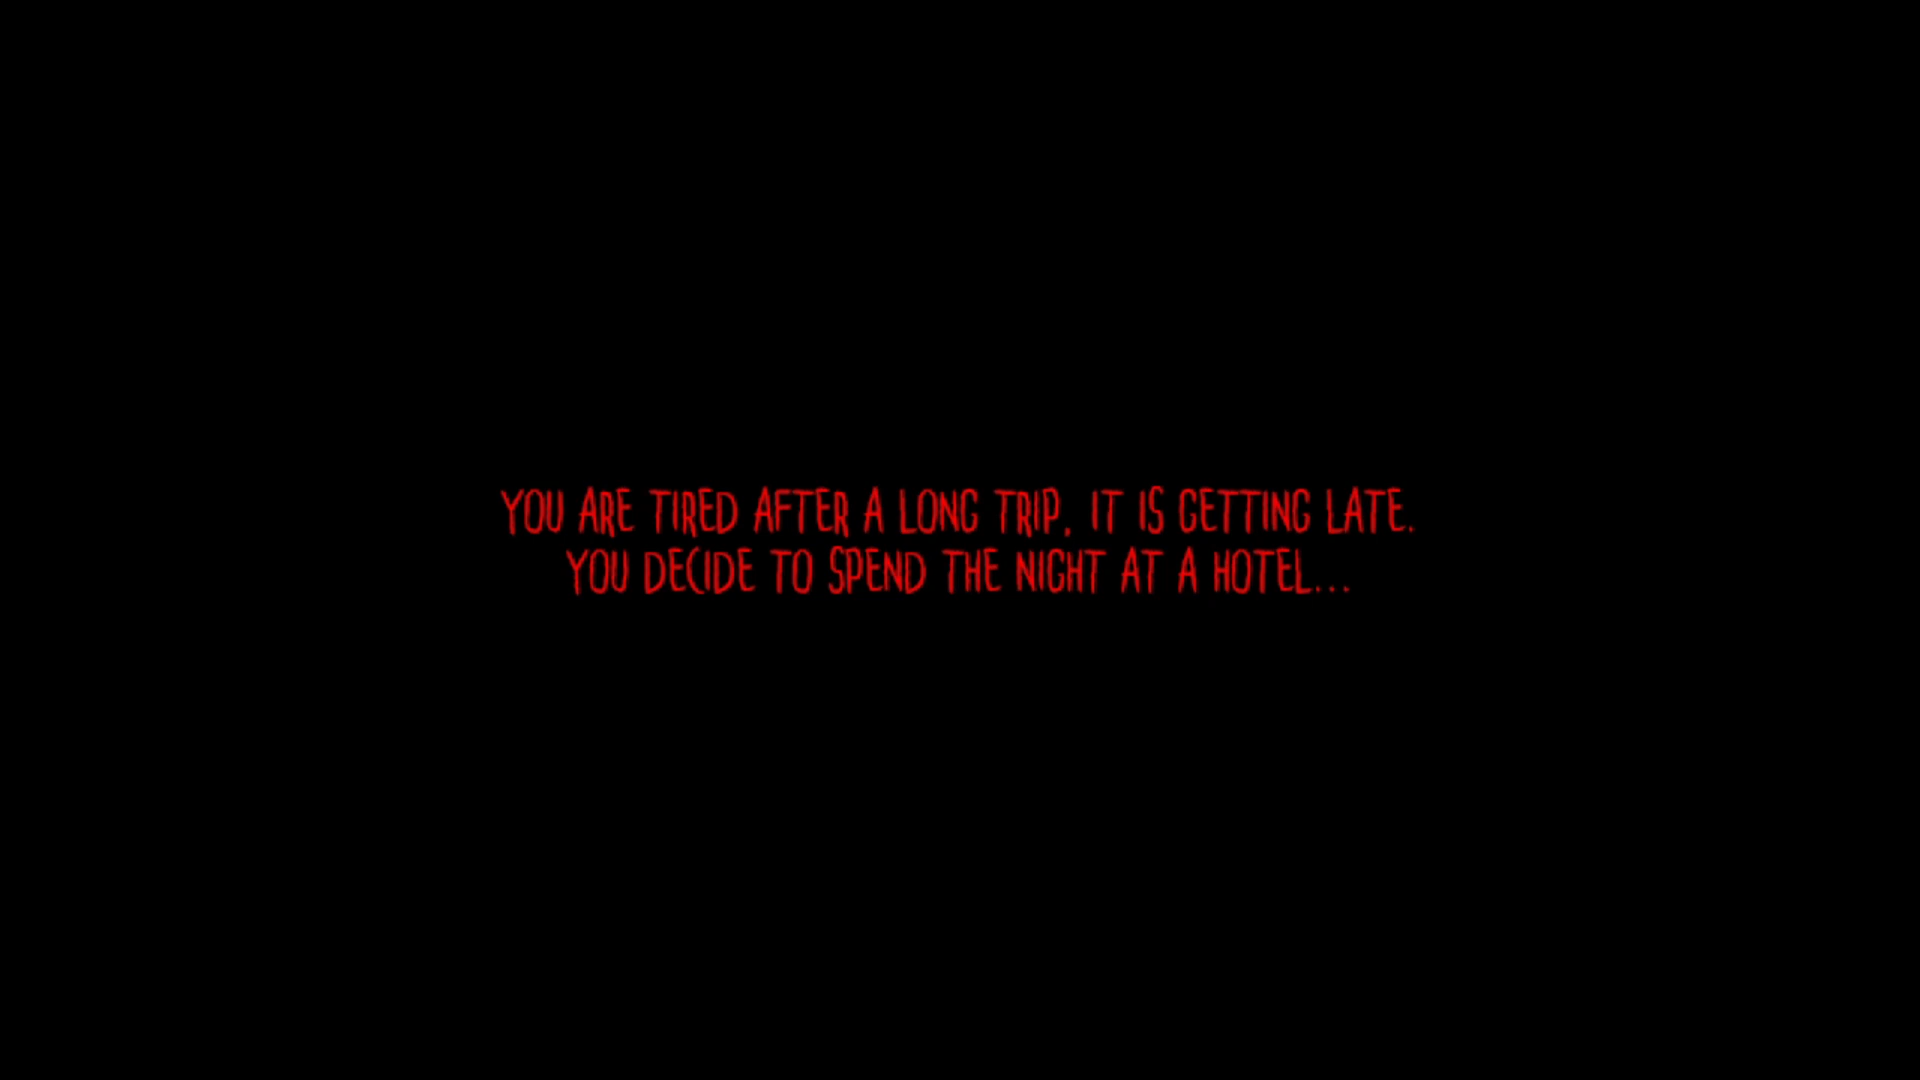 YOU ARE TIRED AFTER A LONG TRIP, IT IS GETTING LATE.
YOU DECIDE TO SPEND THE NIGHT AT A HOTEL...